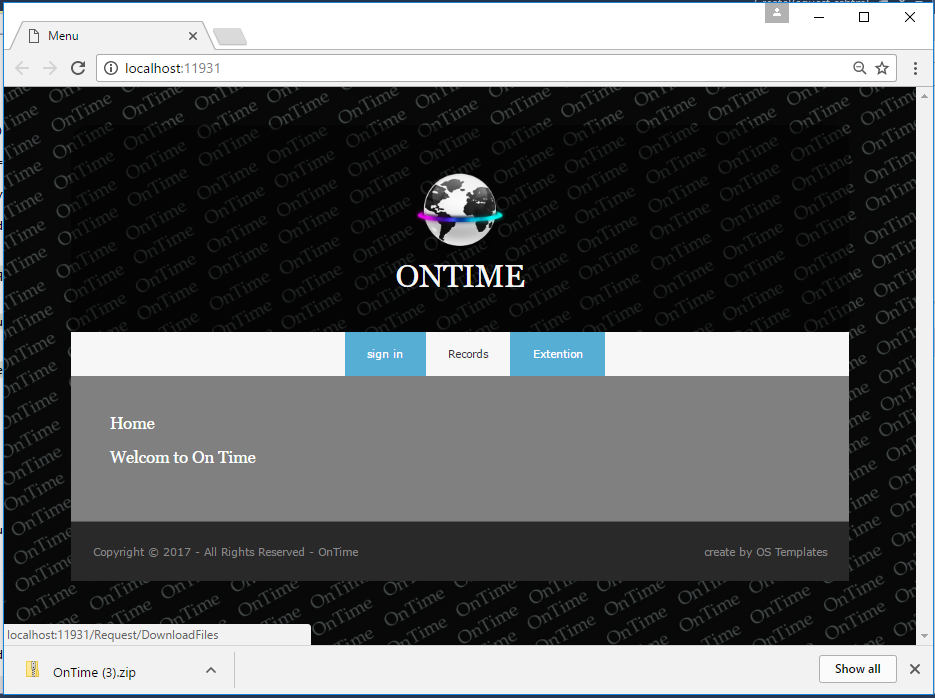 Menu
localhost:11931
ONTIME
sign in
Records
Extention
Home
Welcom to On Time
Copyright © 2017 - All Rights Reserved - OnTime
create by OS Templates
localhost:11931/Request/DownloadFiles
OnTime (3).zip
Show all
OnTime